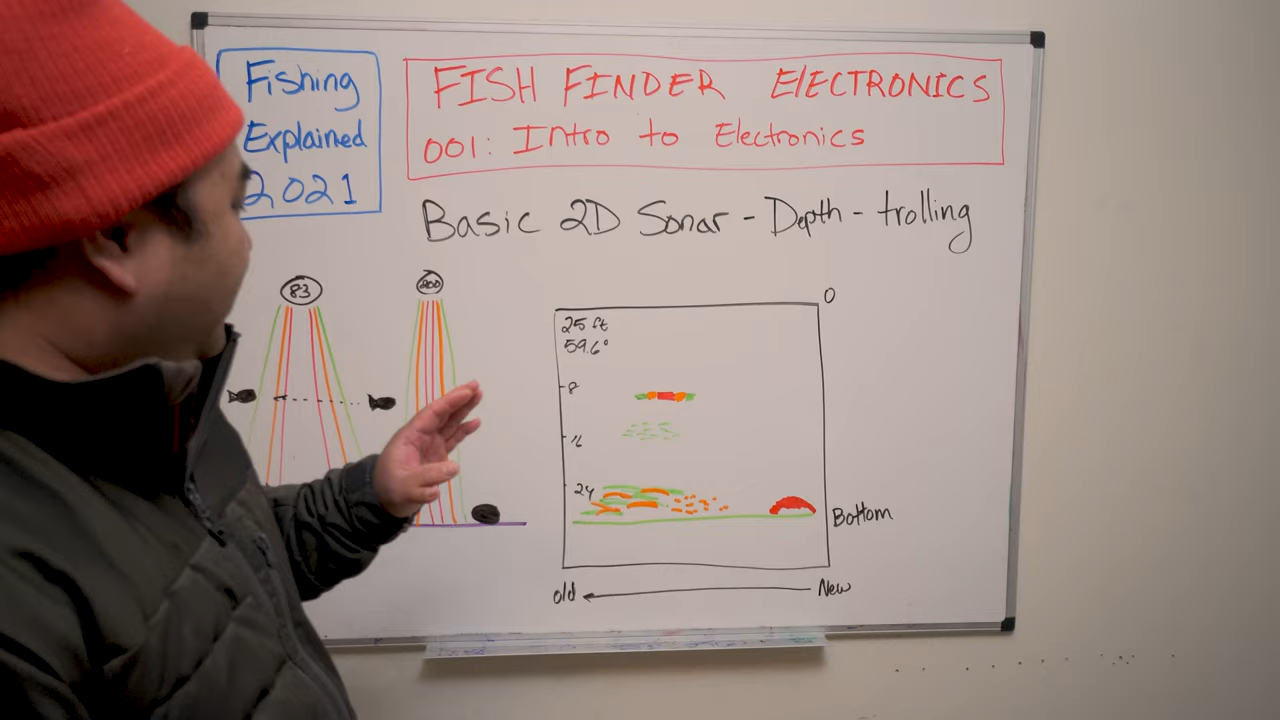 Fishing
Explained
2021
FISH FINDER ElECTRONICS
001: Intro to Electronics
Basic 2D Sonar - Depth - trolling
83
200
0
25 ft
59.6°
8
16
24
Bottom
old
New